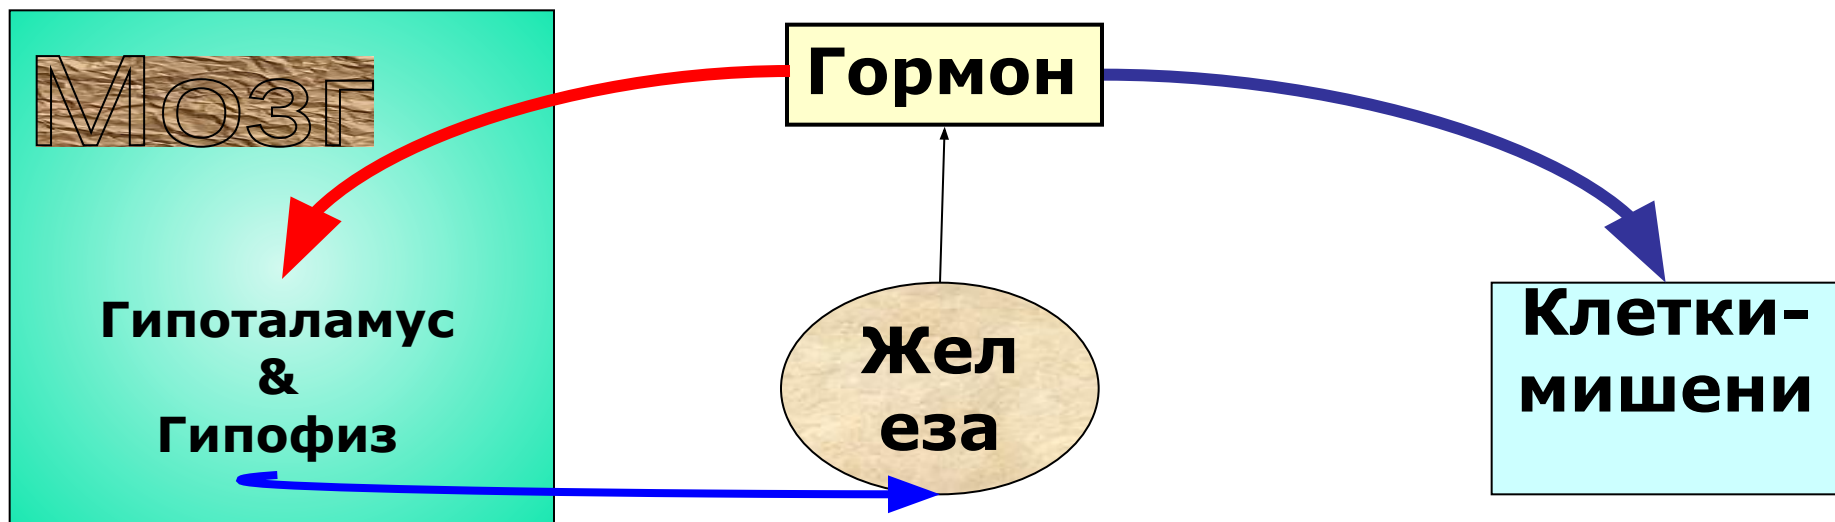 Мозг
Гормон
Гипоталамус
&
Гипофиз
Жел
еза
Клетки-
мишени